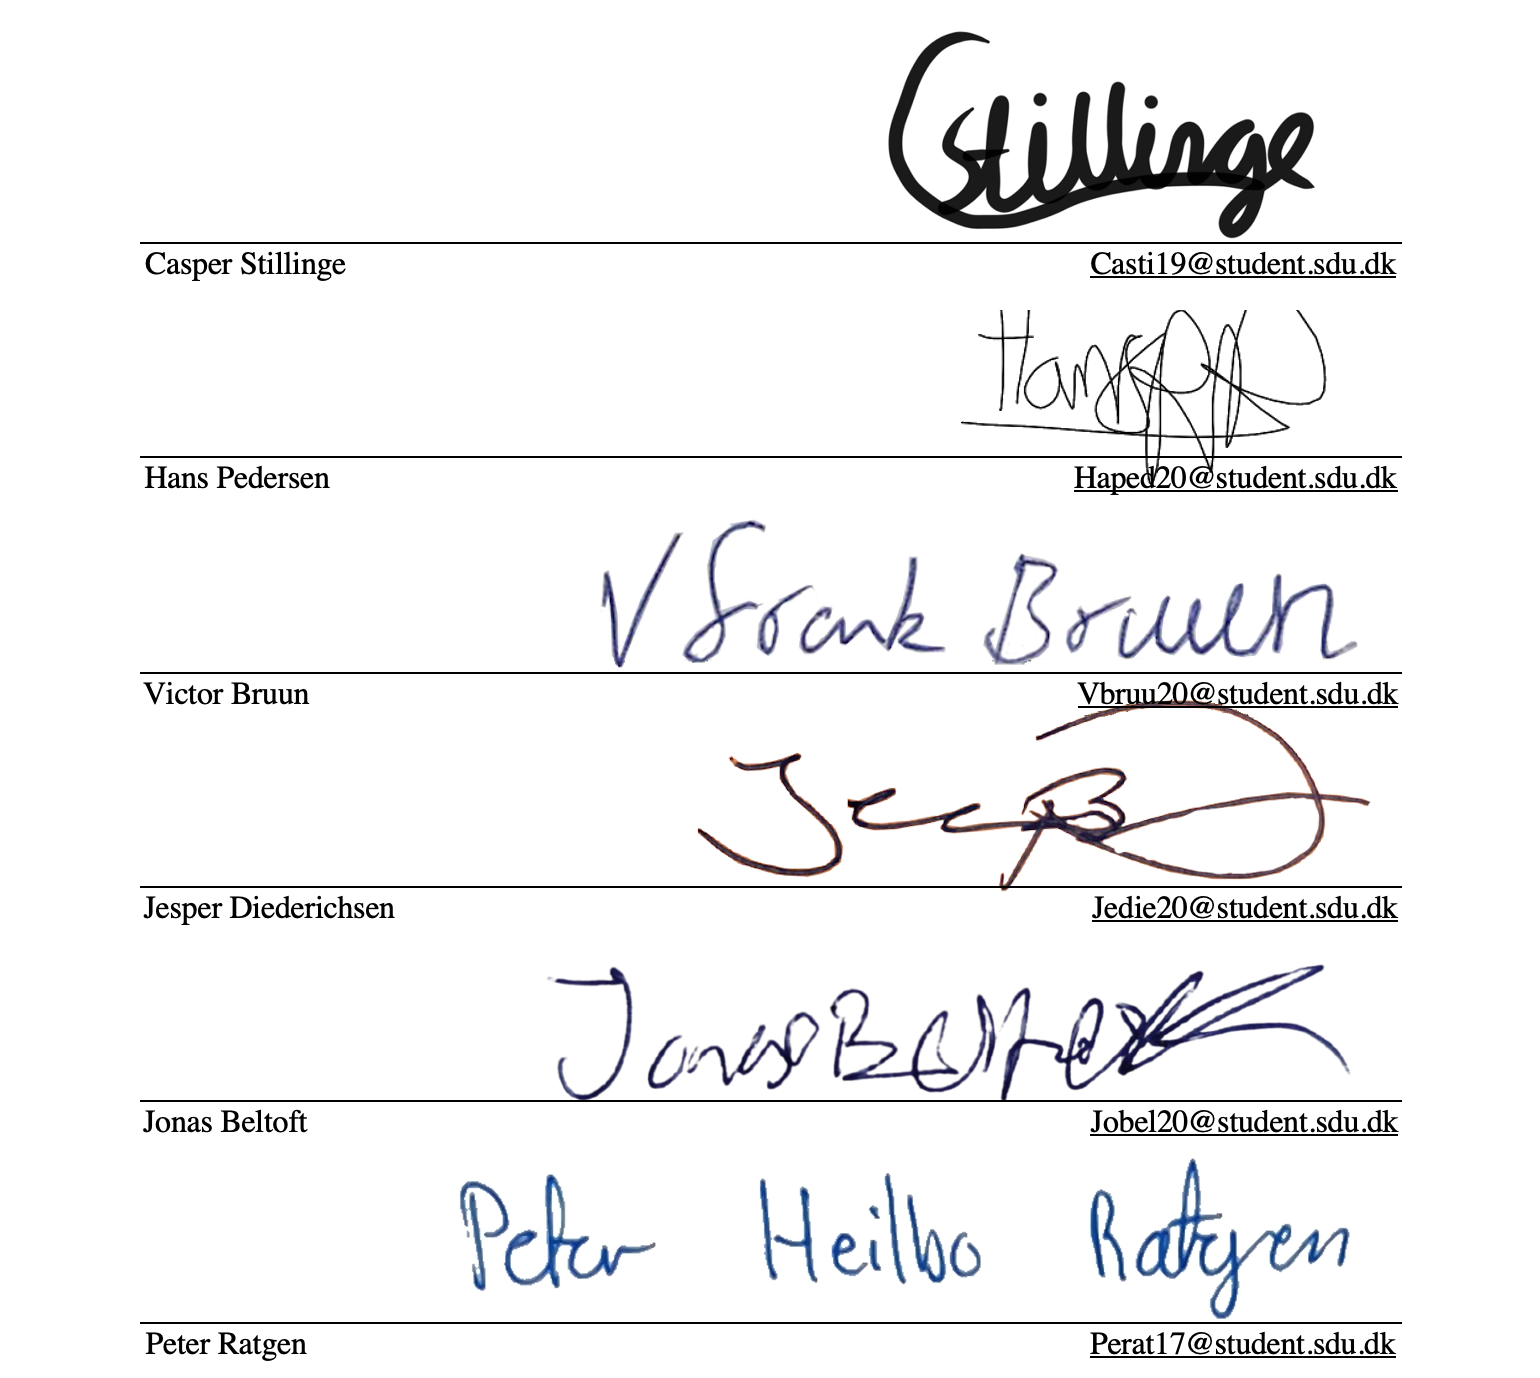 CStillinge
Casper Stillinge Casti19@student.sdu.dk
Hans
Hans Pedersen Haped20@student.sdu.dk
V Frank Bruun
Victor Bruun Vbruu20@student.sdu.dk
Jesper Diederichsen Jedie20@student.sdu.dk
Jonas Beltoft
Jonas Beltoft Jobel20@student.sdu.dk
Peter Heilbo Ratgen
Peter Ratgen Perat17@student.sdu.dk